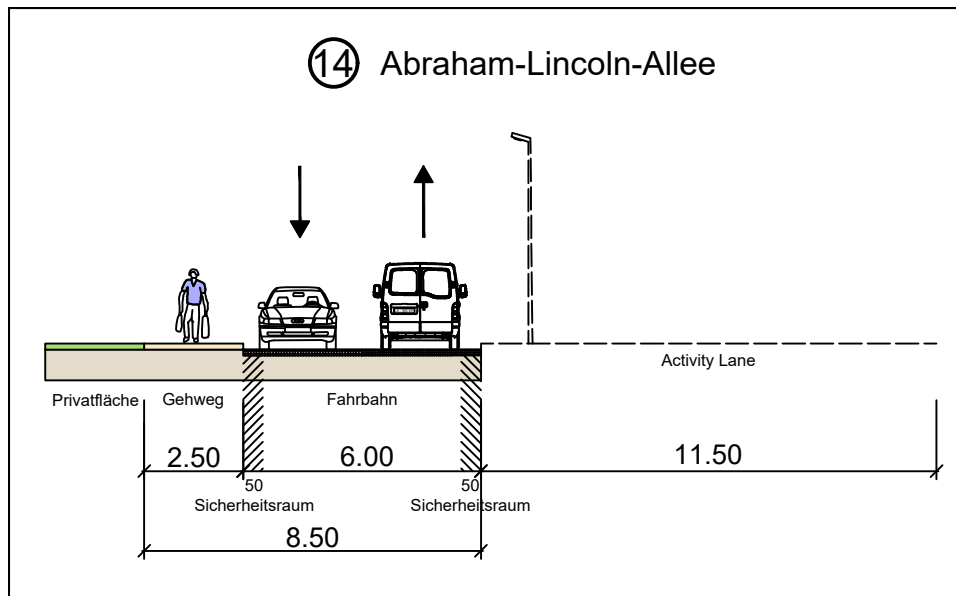 14 Abraham-Lincoln-Allee
Activity Lane
Privatfläche Gehweg Fahrbahn
2.50 6.00 11.50
50 50
Sicherheitsraum Sicherheitsraum
8.50